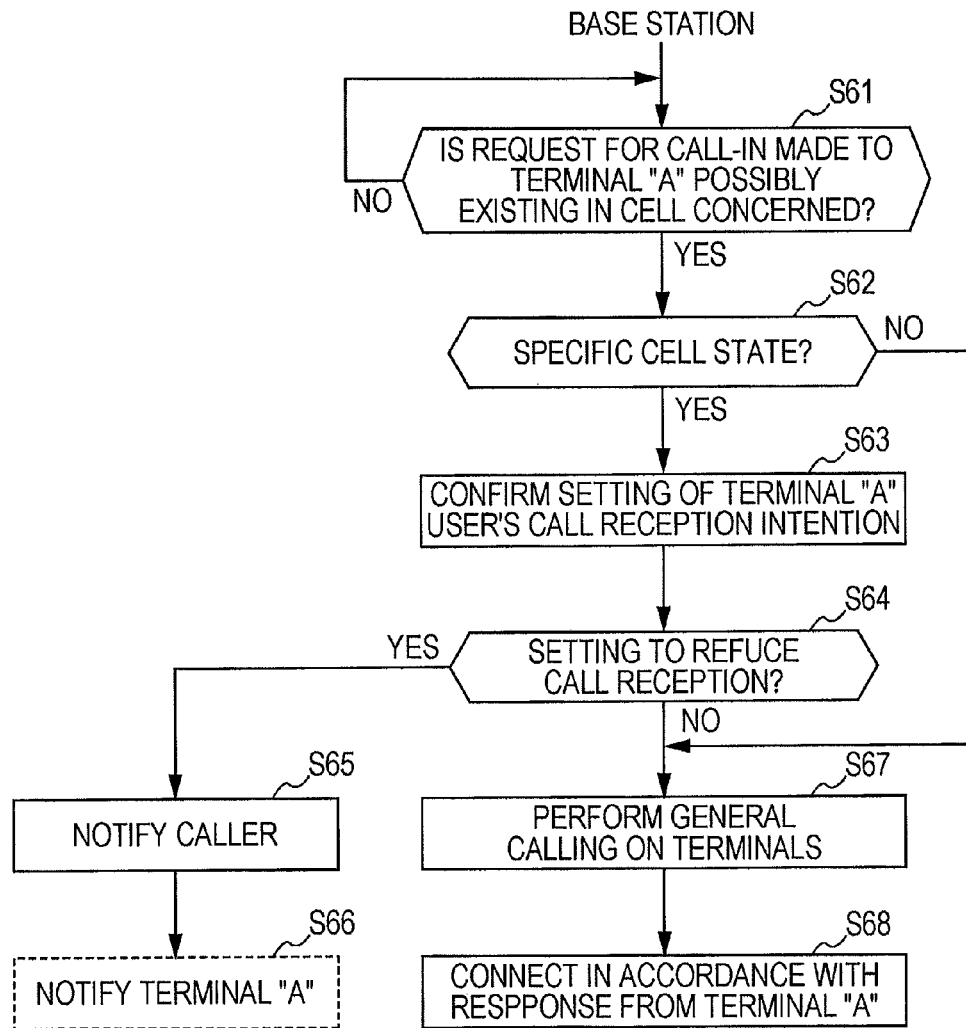 BASE STATION
S61
IS REQUEST FOR CALL-IN MADE TO
TERMINAL "A" POSSIBLY
EXISTING IN CELL CONCERNED?
NO
YES
S62
SPECIFIC CELL STATE?
NO
YES
S63
CONFIRM SETTING OF TERMINAL "A"
USER'S CALL RECEPTION INTENTION
S64
SETTING TO REFUCE
CALL RECEPTION?
YES
NO
S65
NOTIFY CALLER
S67
PERFORM GENERAL
CALLING ON TERMINALS
S66
NOTIFY TERMINAL "A"
S68
CONNECT IN ACCORDANCE WITH
RESPPONSE FROM TERMINAL "A"